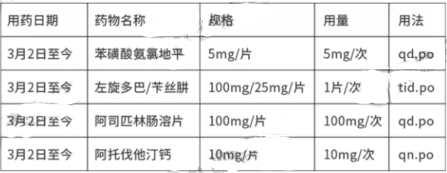 用药日期 药物名称 规格 用量 用法
3月2日至今 苯磺酸氨氯地平 5mg/片 5mg/次 qd.po
3月2日至今 左旋多巴/苄丝肼 100mg/25mg/片 1片/次 tid.po
3月2日至今 阿司匹林肠溶片 100mg/片 100mg/次 qd.po
3月2日至今 阿托伐他汀钙 10mg/片 10mg/次 qn.po